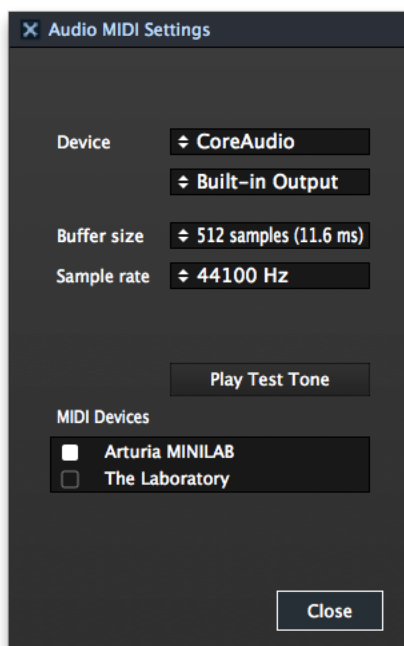 Audio MIDI Settings
Device
CoreAudio
Built-in Output
Buffer size
512 samples (11.6 ms)
Sample rate
44100 Hz
Play Test Tone
MIDI Devices
Arturia MINILAB
The Laboratory
Close